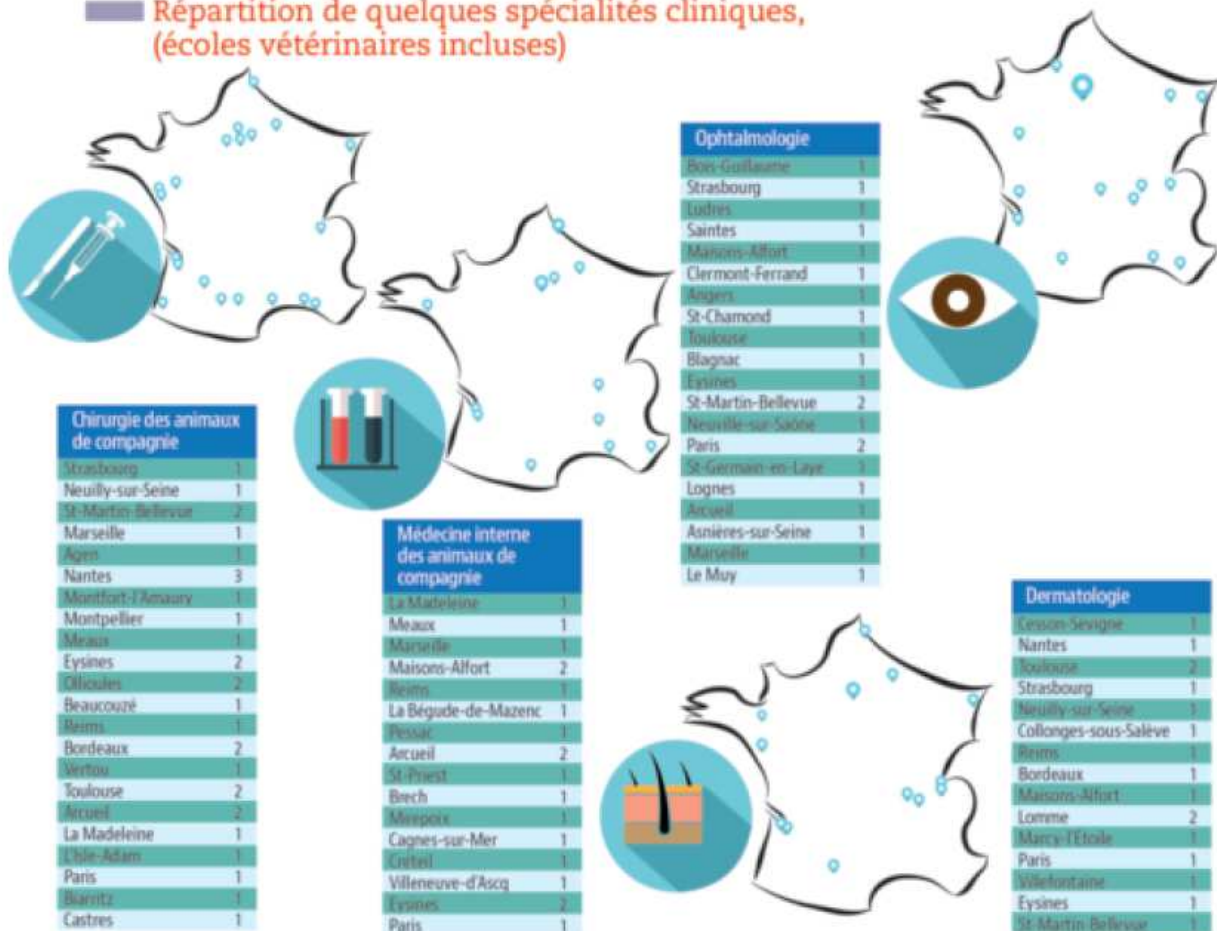 Répartition de quelques spécialités cliniques,
(écoles vétérinaires incluses)
Ophtalmologie
Bois-Guillaume 1
Strasbourg 1
Ludres 1
Saintes 1
Maisons-Alfort 1
Clermont-Ferrand 1
Angers 1
St-Chamond 1
Toulouse 1
Blagnac 1
Eysines 1
St-Martin-Bellevue 2
Neuville-sur-Saône 1
Paris 2
St-Germain-en-Laye 1
Lognes 1
Arcueil 1
Asnières-sur-Seine 1
Marseille 1
Le Muy 1
Chirurgie des animaux
de compagnie
Strasbourg 1
Neuilly-sur-Seine 1
St-Martin-Bellevue 2
Marseille 1
Agen 1
Nantes 3
Montfort-l'Amaury 1
Montpellier 1
Meaux 1
Eysines 2
Ollioules 2
Beaucouzé 1
Reims 1
Bordeaux 2
Vertou 1
Toulouse 2
Arcueil 2
La Madeleine 1
L'Isle-Adam 1
Paris 1
Biarritz 1
Castres 1
Médecine interne
des animaux de
compagnie
La Madeleine 1
Meaux 1
Marseille 1
Maisons-Alfort 2
Reims 1
La Bégude-de-Mazenc 1
Pessac 1
Arcueil 2
St-Priest 1
Brech 1
Mirepoix 1
Cagnes-sur-Mer 1
Créteil 1
Villeneuve-d'Ascq 1
Eysines 2
Paris 1
Dermatologie
Cesson-Sevigne 1
Nantes 1
Toulouse 2
Strasbourg 1
Neuilly-sur-Seine 1
Collonges-sous-Salève 1
Reims 1
Bordeaux 1
Maisons-Alfort 1
Lomme 2
Marcy-l'Etoile 1
Paris 1
Villefontaine 1
Eysines 1
St-Martin-Bellevue 1